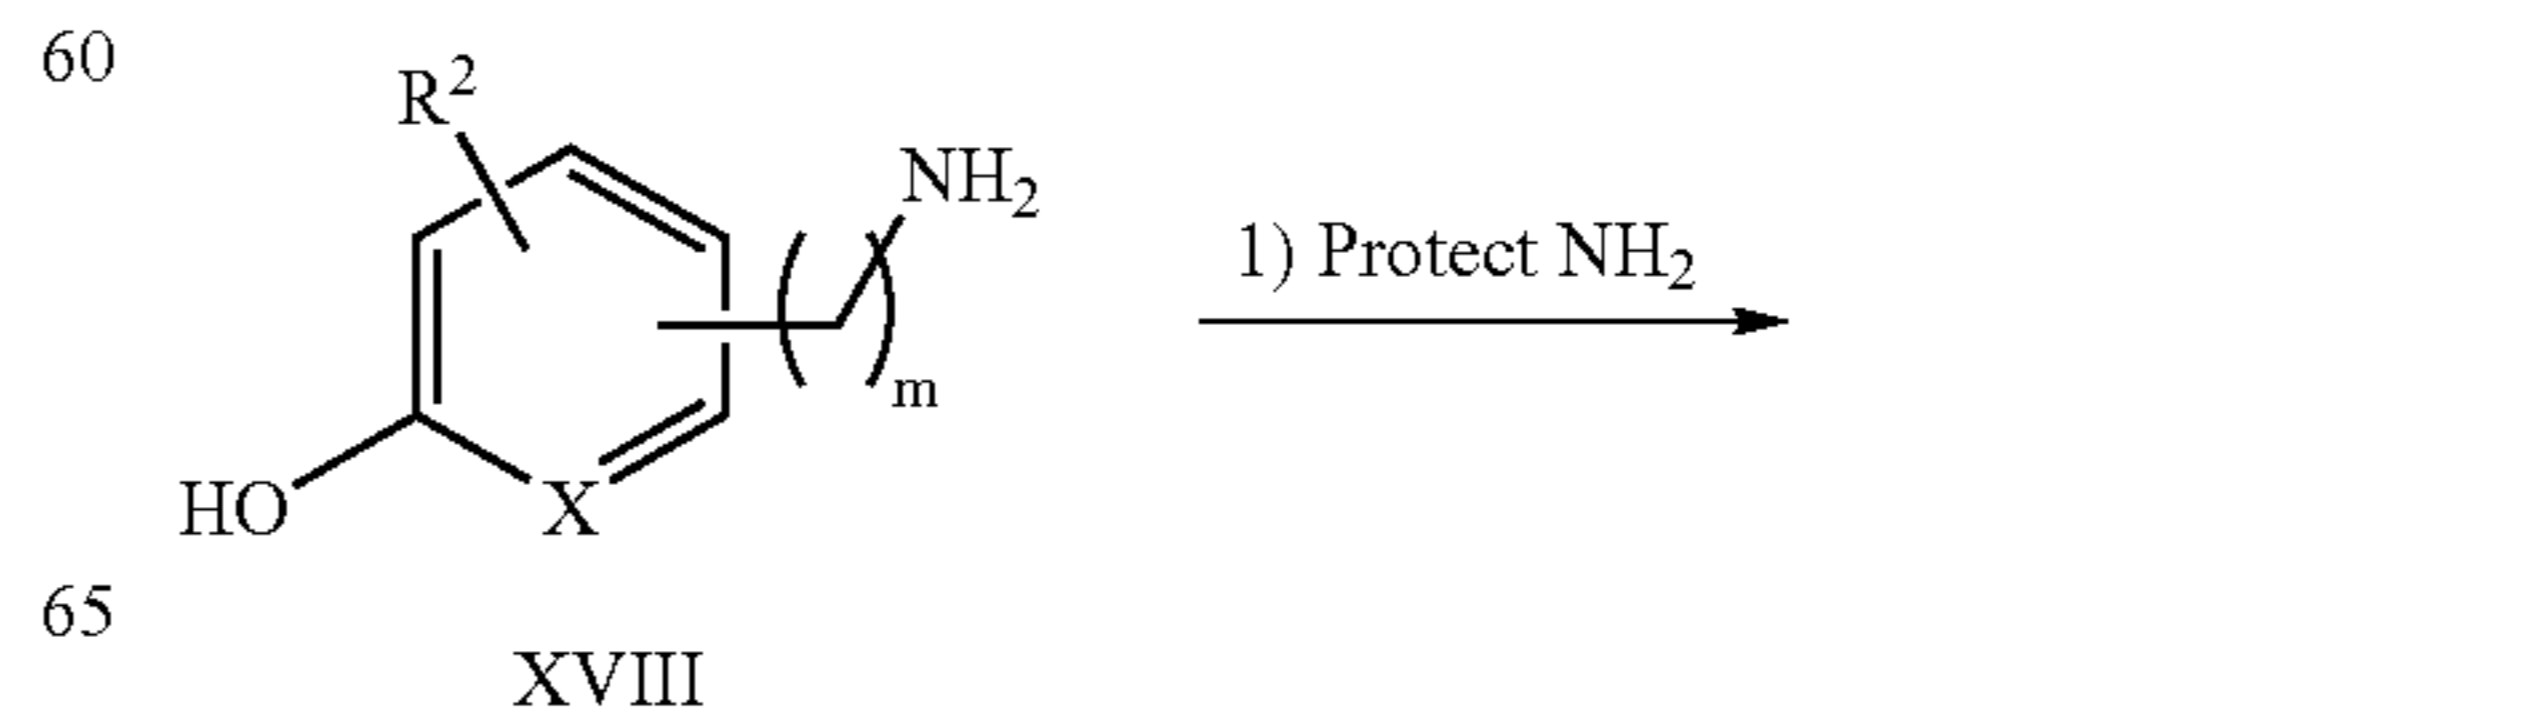 60
R²
NH₂
1) Protect NH₂
m
HO
X
65
XVIII